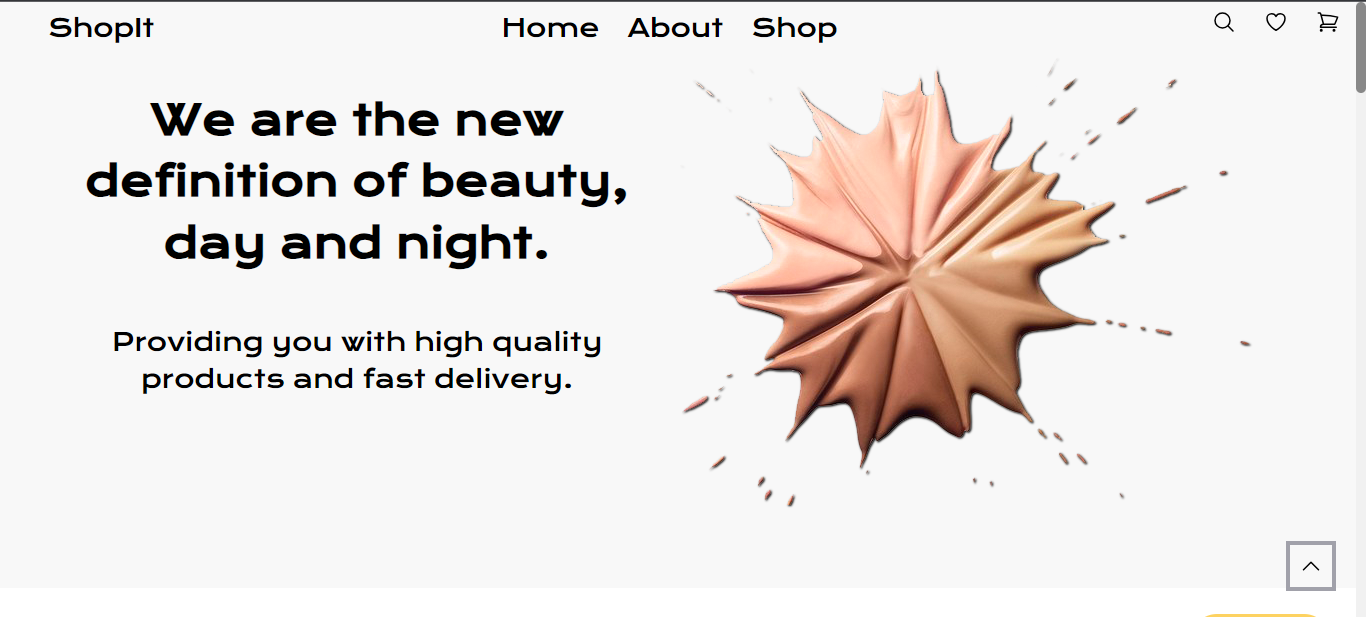 ShopIt
Home About Shop
We are the new
definition of beauty,
day and night.
Providing you with high quality
products and fast delivery.